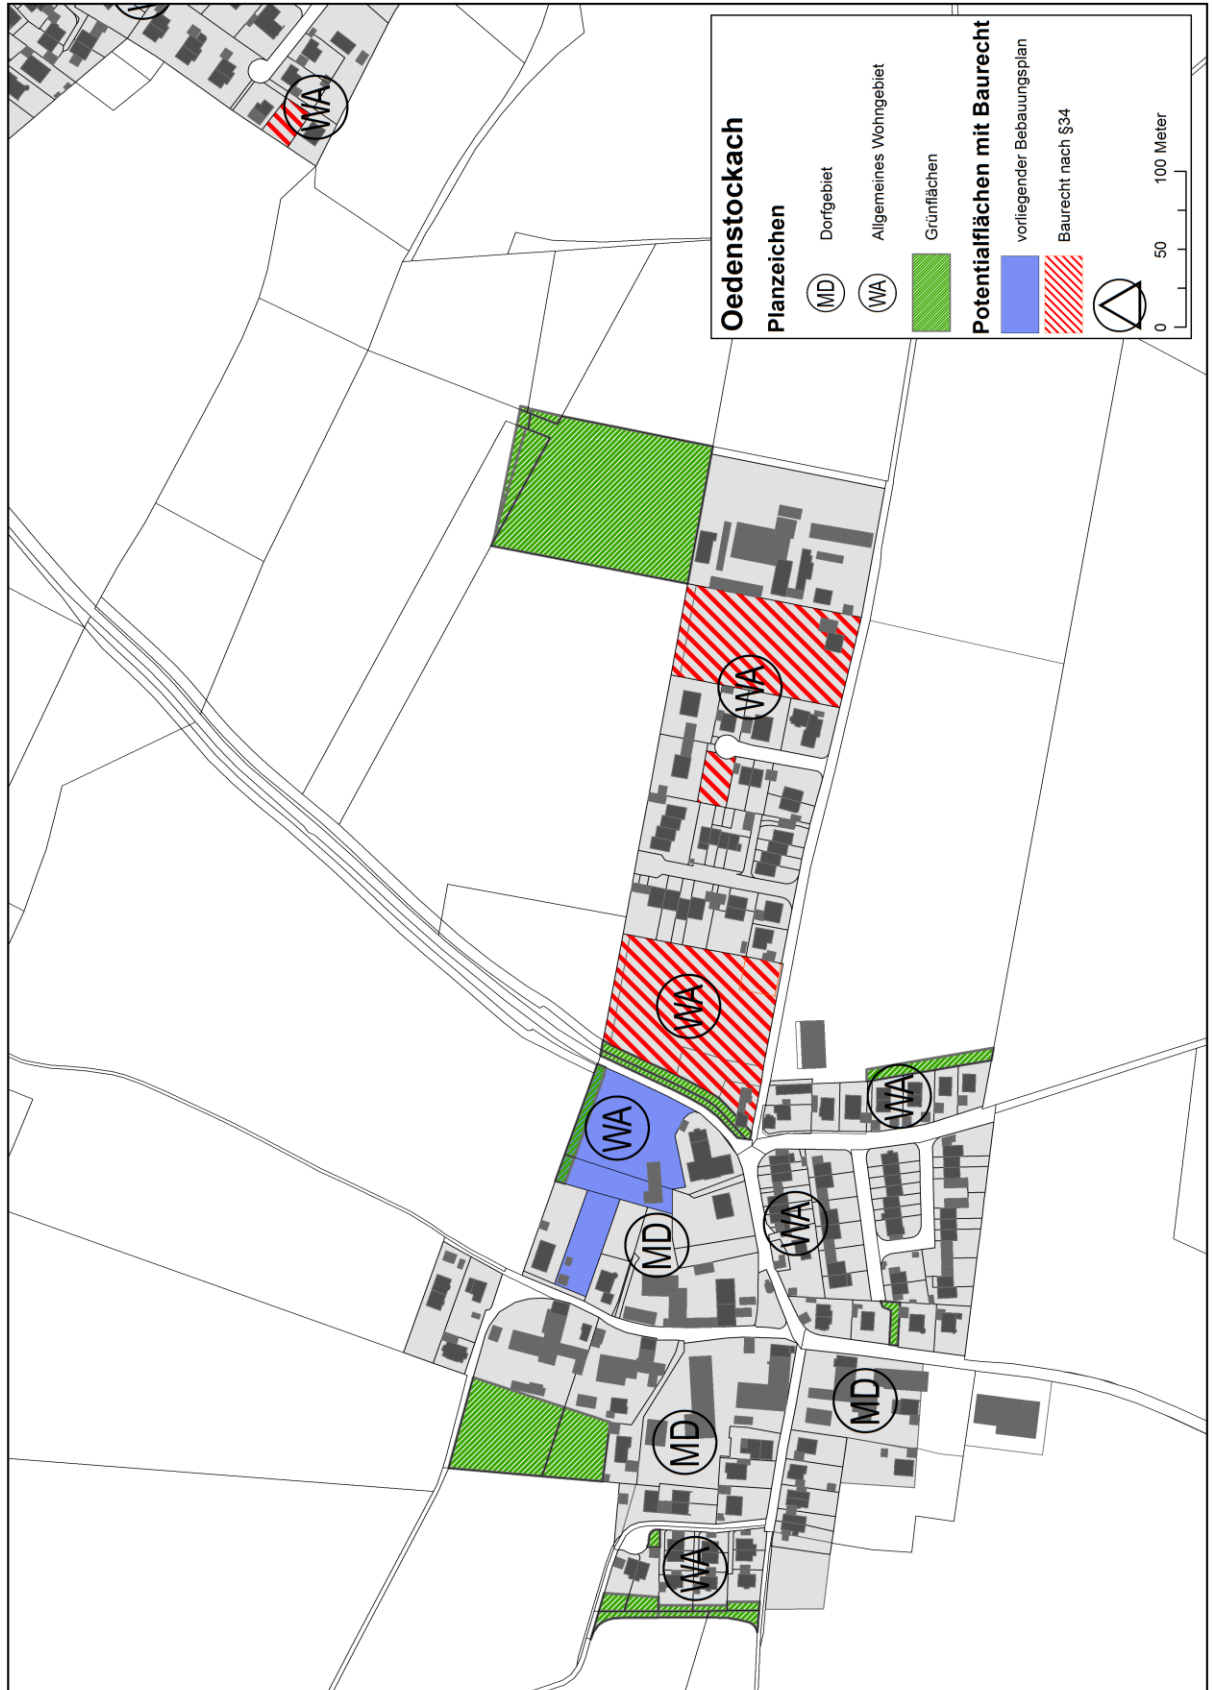 Oedenstockach
Planzeichen
MD Dorfgebiet
WA Allgemeines Wohngebiet
Grünflächen
Potentialflächen mit Baurecht
vorliegender Bebauungsplan
Baurecht nach §34
0 50 100 Meter
WA
WA
WA
WA
WA
MD
WA
MD
MD
WA